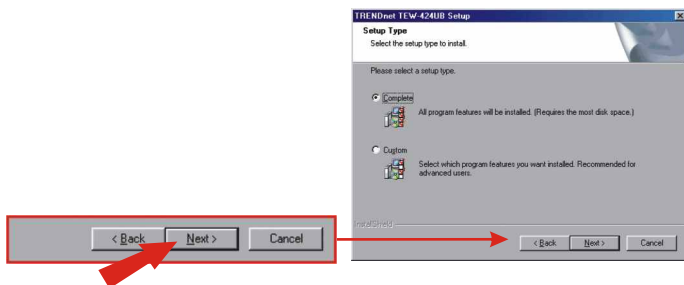 TRENDnet TEW-424UB Setup
Setup Type
Select the setup type to install.
Please select a setup type.
Complete
All program features will be installed. (Requires the most disk space.)
Custom
Select which program features you want installed. Recommended for
advanced users.
InstallShield
< Back Next > Cancel
< Back Next > Cancel